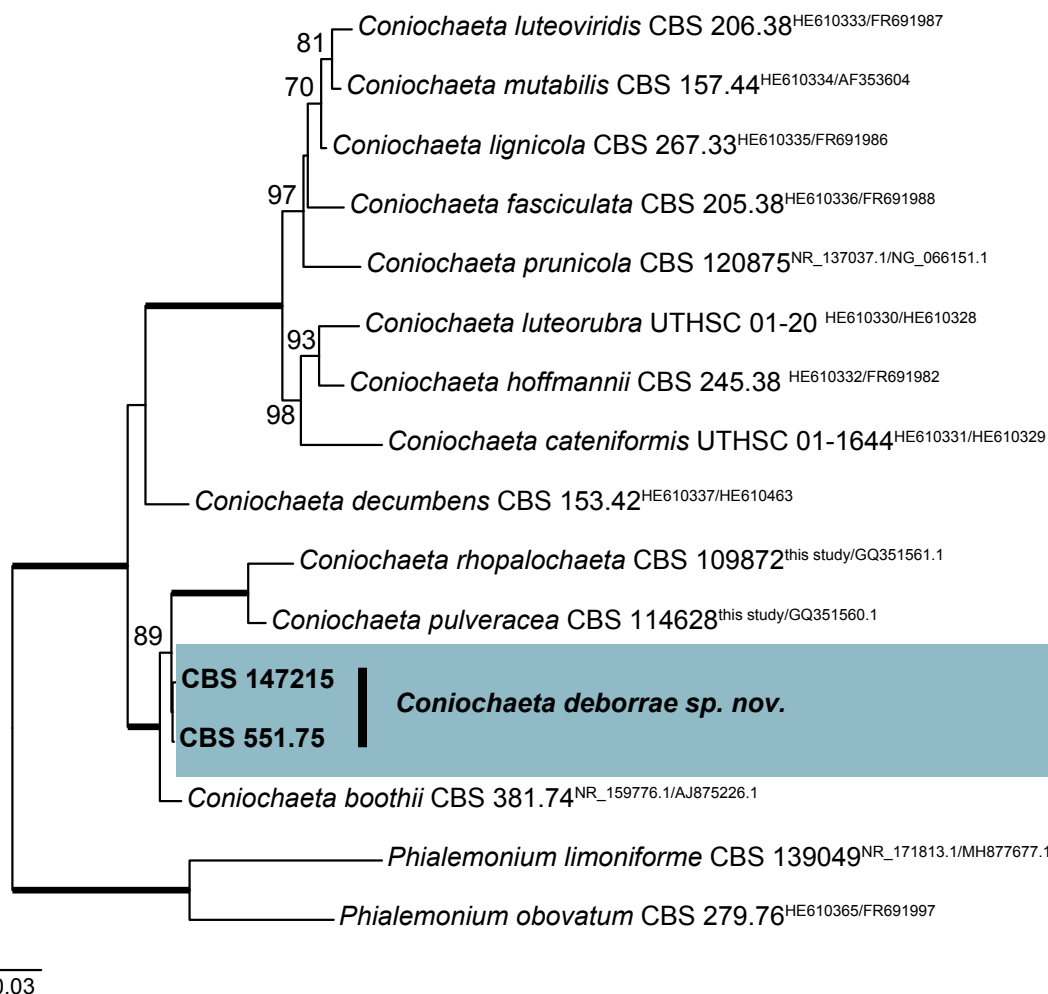 Coniochaeta luteoviridis CBS 206.38HE610333/FR691987
81
Coniochaeta mutabilis CBS 157.44HE610334/AF353604
70
Coniochaeta lignicola CBS 267.33HE610335/FR691986
97
Coniochaeta fasciculata CBS 205.38HE610336/FR691988
Coniochaeta prunicola CBS 120875NR_137037.1/NG_066151.1
Coniochaeta luteorubra UTHSC 01-20 HE610330/HE610328
93
Coniochaeta hoffmannii CBS 245.38 HE610332/FR691982
98
Coniochaeta cateniformis UTHSC 01-1644HE610331/HE610329
Coniochaeta decumbens CBS 153.42HE610337/HE610463
Coniochaeta rhopalochaeta CBS 109872this study/GQ351561.1
Coniochaeta pulveracea CBS 114628this study/GQ351560.1
89
CBS 147215
Coniochaeta deborrae sp. nov.
CBS 551.75
Coniochaeta boothii CBS 381.74NR_159776.1/AJ875226.1
Phialemonium limoniforme CBS 139049NR_171813.1/MH877677.1
Phialemonium obovatum CBS 279.76HE610365/FR691997
0.03